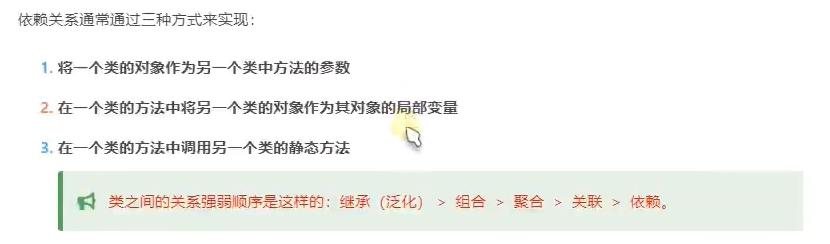 依赖关系通常通过三种方式来实现：
1. 将一个类的对象作为另一个类中方法的参数
2. 在一个类的方法中将另一个类的对象作为其对象的局部变量
3. 在一个类的方法中调用另一个类的静态方法
类之间的关系强弱顺序是这样的：继承（泛化） > 组合 > 聚合 > 关联 > 依赖。